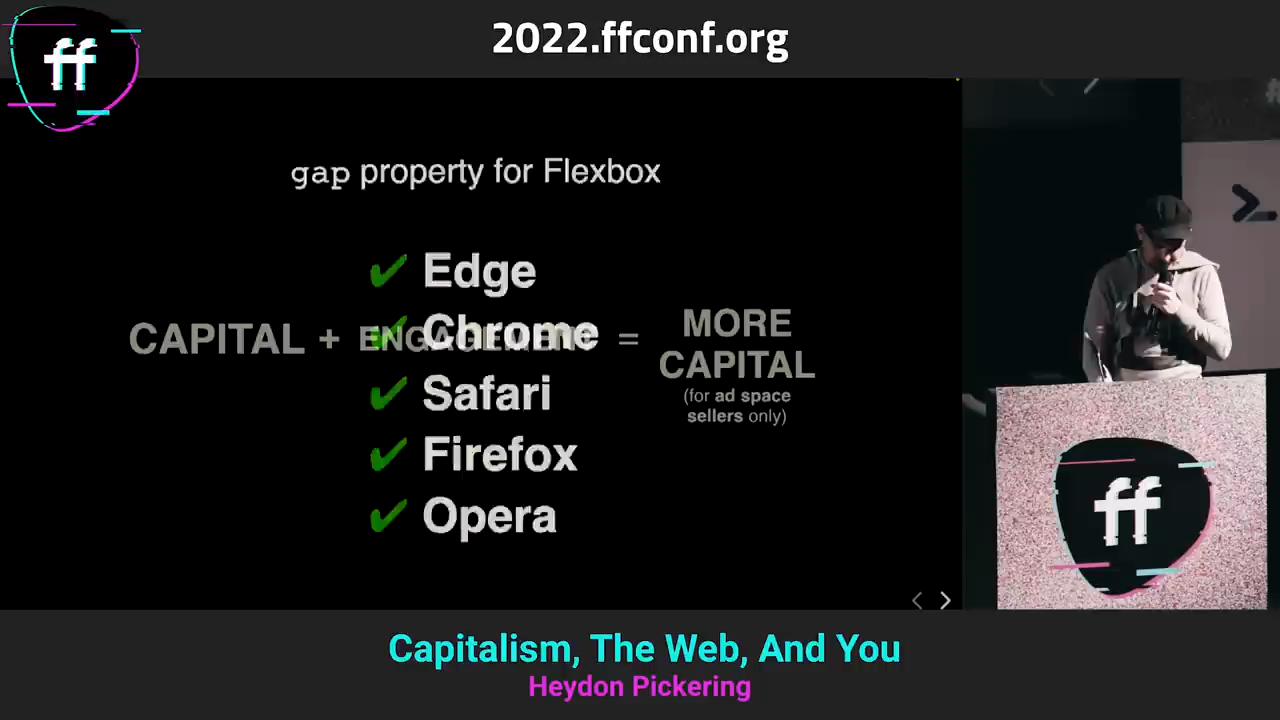 2022.ffconf.org
ff
gap property for Flexbox
✔ Edge
✔ Chrome
✔ Safari
✔ Firefox
✔ Opera
CAPITAL + ENGAGEMENT = MORE
CAPITAL
(for ad space
sellers only)
ff
Capitalism, The Web, And You
Heydon Pickering